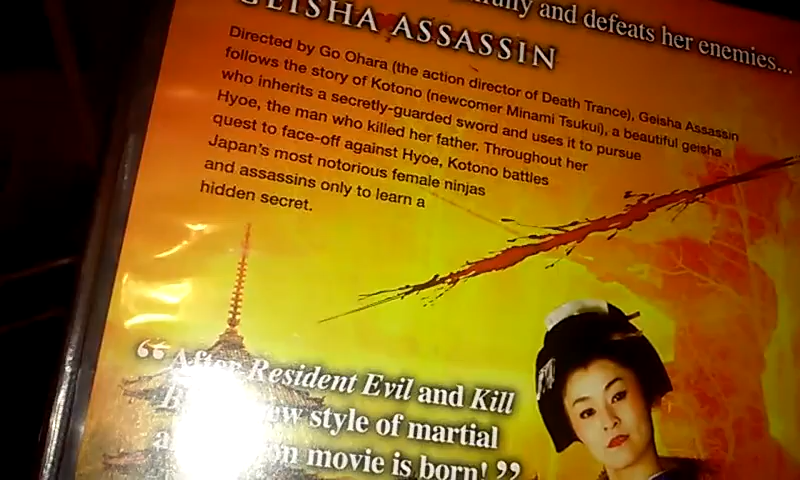 and defeats her enemies...
GEISHA ASSASSIN
Directed by Go Ohara (the action director of Death Trance), Geisha Assassin
follows the story of Kotono (newcomer Minami Tsukui), a beautiful geisha
who inherits a secretly-guarded sword and uses it to pursue
Hyoe, the man who killed her father. Throughout her
quest to face-off against Hyoe, Kotono battles
Japan's most notorious female ninjas
and assassins only to learn a
hidden secret.
“After Resident Evil and Kill
style of martial
movie is born!”